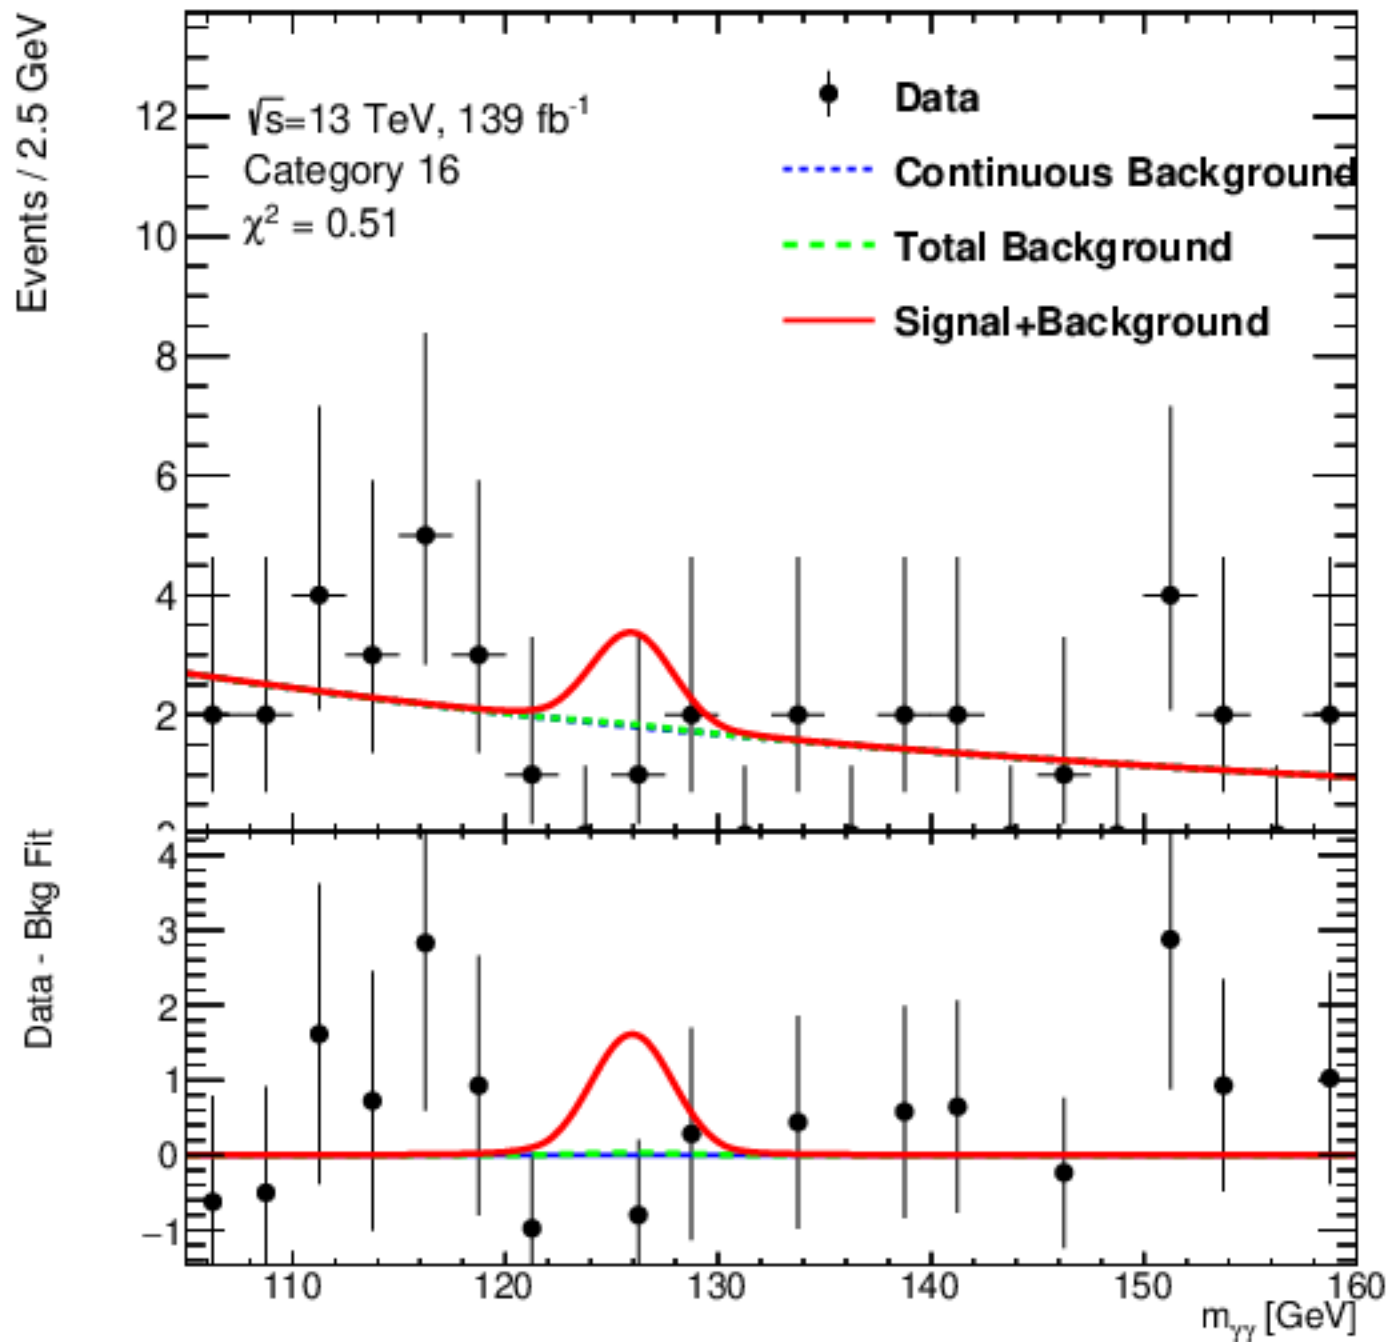 Events / 2.5 GeV
√s=13 TeV, 139 fb⁻¹
Category 16
χ² = 0.51
Data
Continuous Background
Total Background
Signal+Background
12
10
8
6
4
2
Data - Bkg Fit
4
3
2
1
0
−1
110 120 130 140 150 160
mγγ [GeV]